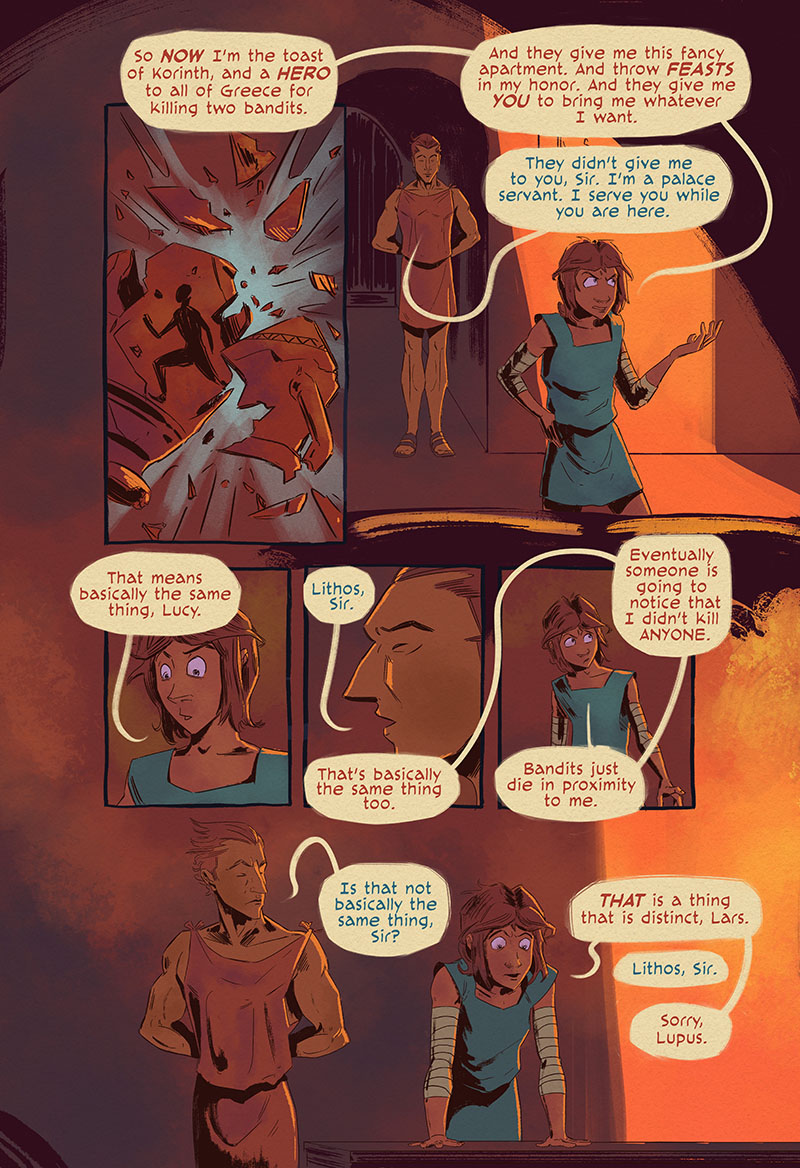 So NOW I'm the toast
of Korinth, and a HERO
to all of Greece for
killing two bandits.
And they give me this fancy
apartment. And throw FEASTS
in my honor. And they give me
YOU to bring me whatever
I want.
They didn't give me
to you, Sir. I'm a palace
servant. I serve you while
you are here.
That means
basically the same
thing, Lucy.
Lithos,
Sir.
That's basically
the same thing
too.
Eventually
someone is
going to
notice that
I didn't kill
ANYONE.
Bandits just
die in proximity
to me.
Is that not
basically the
same thing,
Sir?
THAT is a thing
that is distinct, Lars.
Lithos, Sir.
Sorry,
Lupus.